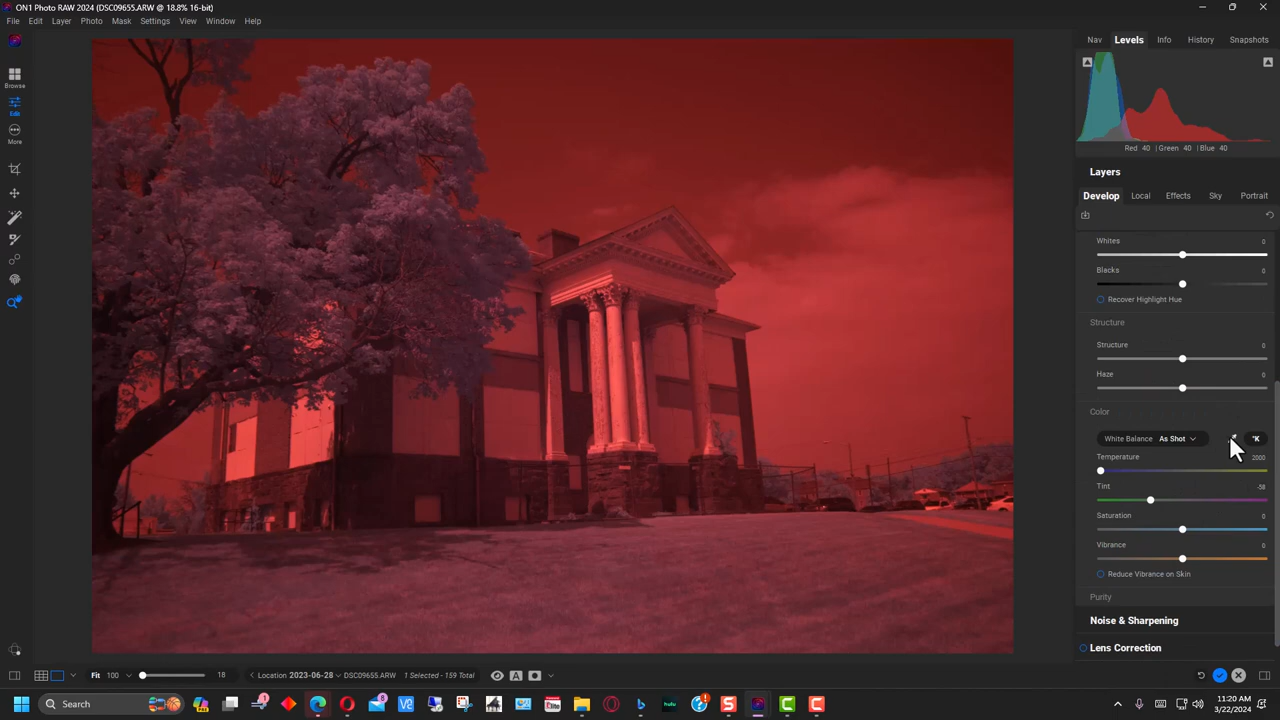 ON1 Photo RAW 2024 (DSC09655.ARW @ 18.8% 16-bit)
File Edit Layer Photo Mask Settings View Window Help
Nav Levels Info History Snapshots
Browse
Edit
More
Red 40 | Green 40 | Blue 40
Layers
Develop Local Effects Sky Portrait
Whites 0
Blacks 0
Recover Highlight Hue
Structure
Structure 0
Haze 0
Color
White Balance As Shot °K
Temperature 2000
Tint -58
Saturation 0
Vibrance 0
Reduce Vibrance on Skin
Purity
Noise & Sharpening
Lens Correction
Fit 100 18 Location 2023-06-28 DSC09655.ARW 1 Selected - 159 Total A
Search 1 8 hulu
11:20 AM
3/22/2024